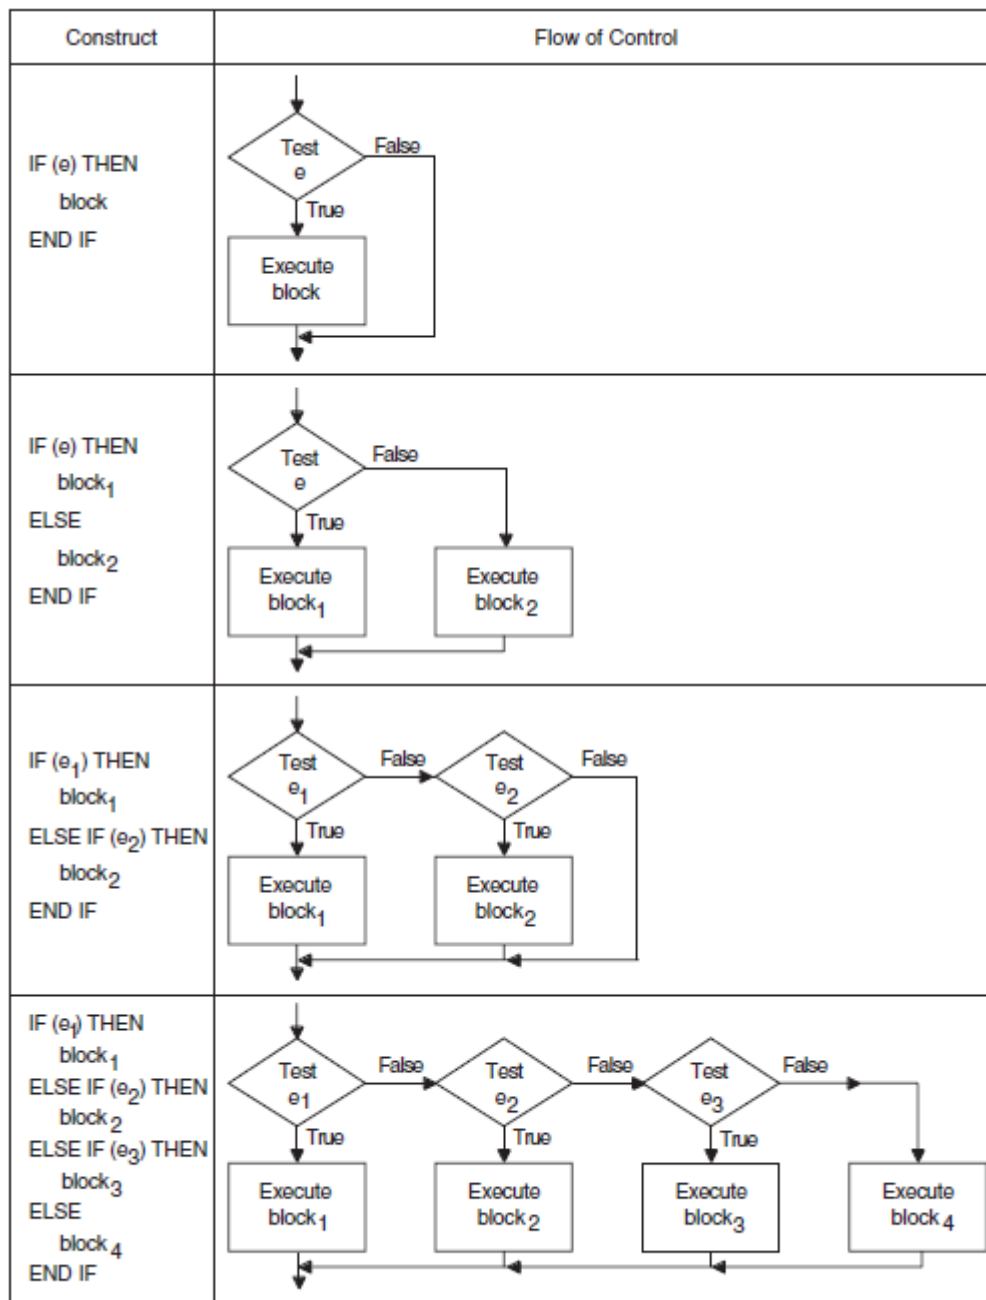 Construct
Flow of Control
IF (e) THEN
block
END IF
Test
e
False
True
Execute
block
IF (e) THEN
block1
ELSE
block2
END IF
Test
e
False
True
Execute
block1
Execute
block2
IF (e1) THEN
block1
ELSE IF (e2) THEN
block2
END IF
Test
e1
False
Test
e2
False
True
True
Execute
block1
Execute
block2
IF (e1) THEN
block1
ELSE IF (e2) THEN
block2
ELSE IF (e3) THEN
block3
ELSE
block4
END IF
Test
e1
False
Test
e2
False
Test
e3
False
True
True
True
Execute
block1
Execute
block2
Execute
block3
Execute
block4